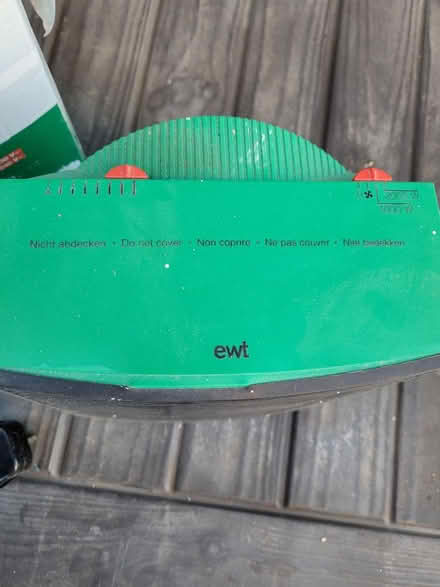 Nicht abdecken • Do not cover • Non coprire • Ne pas couvrir • Niet bedekken
ewt